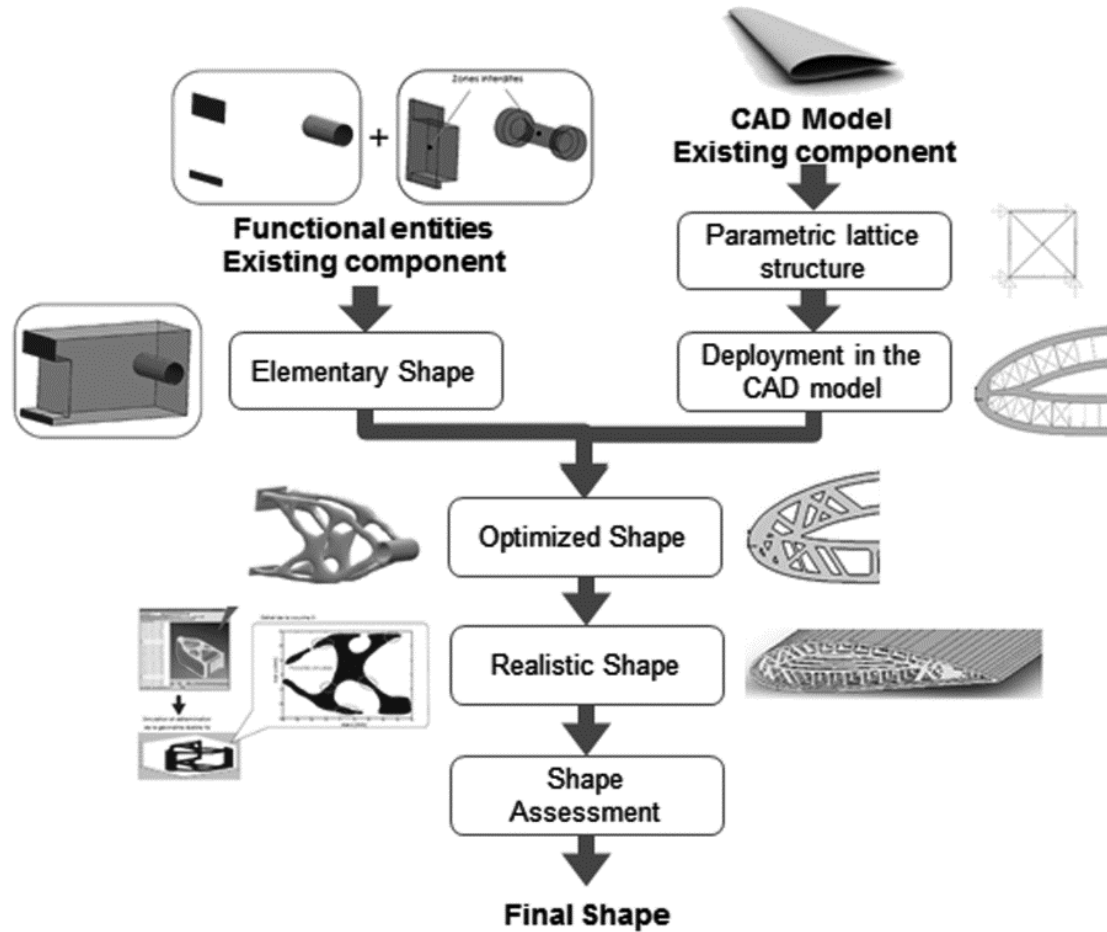 Zones interdites
+
CAD Model
Existing component
Functional entities
Existing component
Parametric lattice
structure
Elementary Shape
Deployment in the
CAD model
Optimized Shape
Realistic Shape
Shape
Assessment
Final Shape